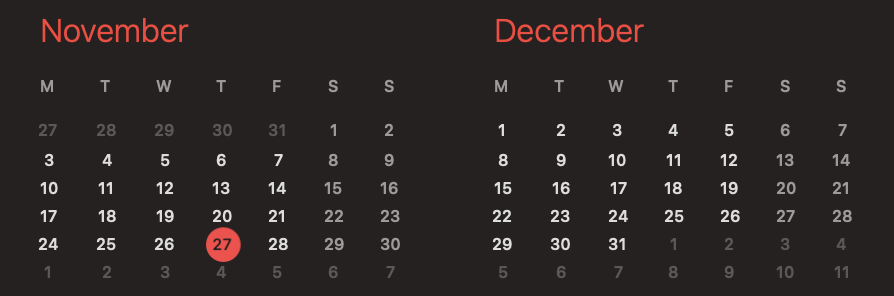 November
M T W T F S S
27 28 29 30 31 1 2
3 4 5 6 7 8 9
10 11 12 13 14 15 16
17 18 19 20 21 22 23
24 25 26 27 28 29 30
1 2 3 4 5 6 7
December
M T W T F S S
1 2 3 4 5 6 7
8 9 10 11 12 13 14
15 16 17 18 19 20 21
22 23 24 25 26 27 28
29 30 31 1 2 3 4
5 6 7 8 9 10 11